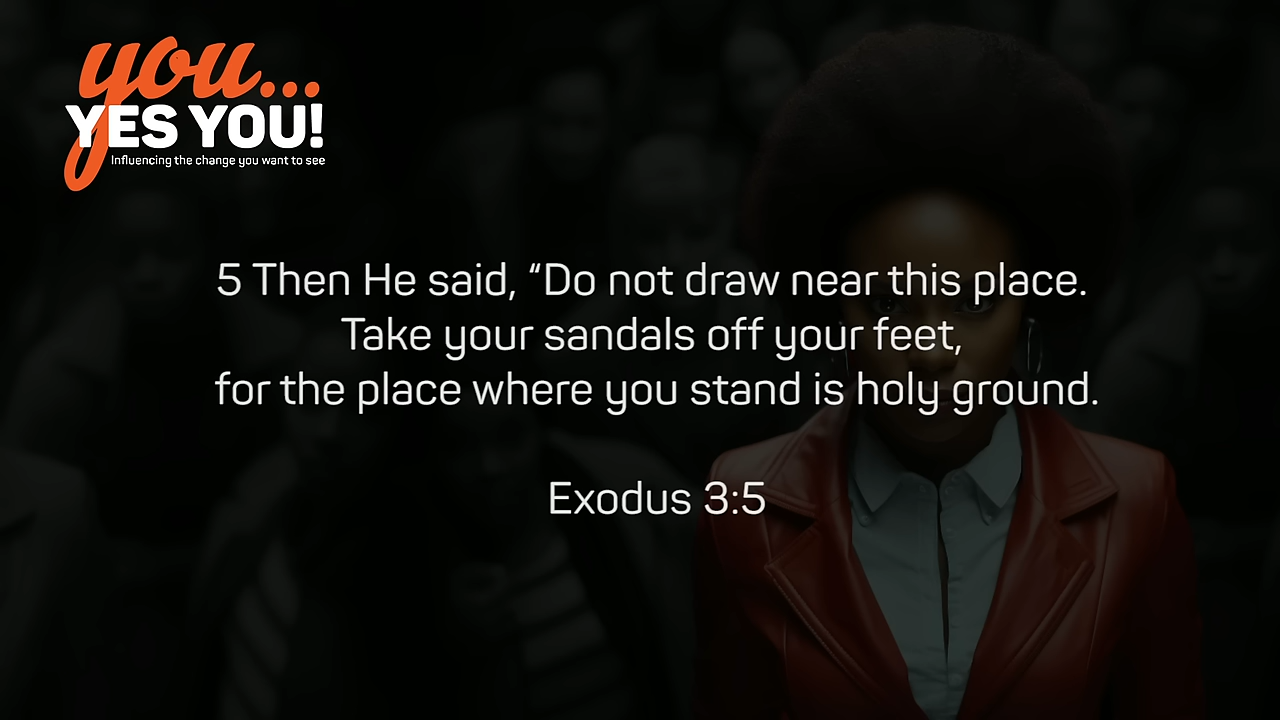 you...
YES YOU!
Influencing the change you want to see
5 Then He said, “Do not draw near this place.
Take your sandals off your feet,
for the place where you stand is holy ground.
Exodus 3:5